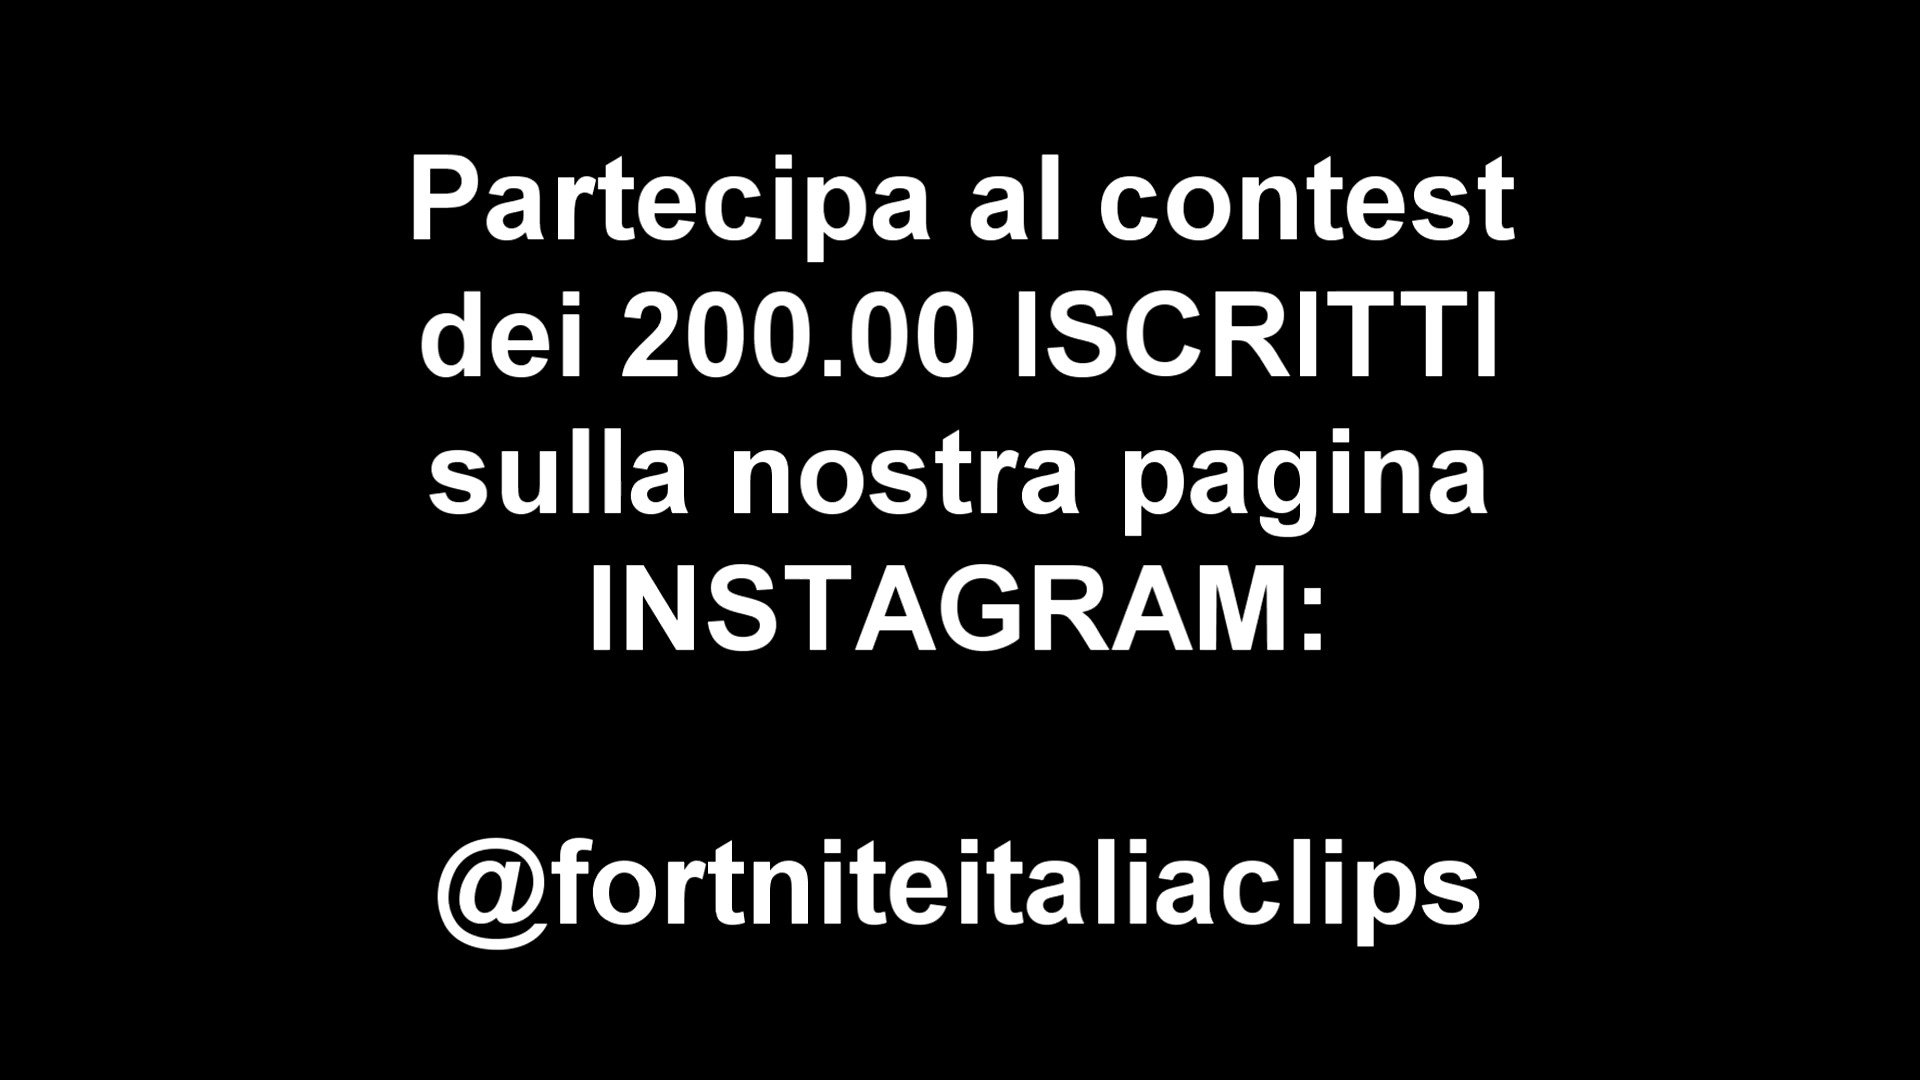 Partecipa al contest
dei 200.00 ISCRITTI
sulla nostra pagina
INSTAGRAM:
@fortniteitaliaclips